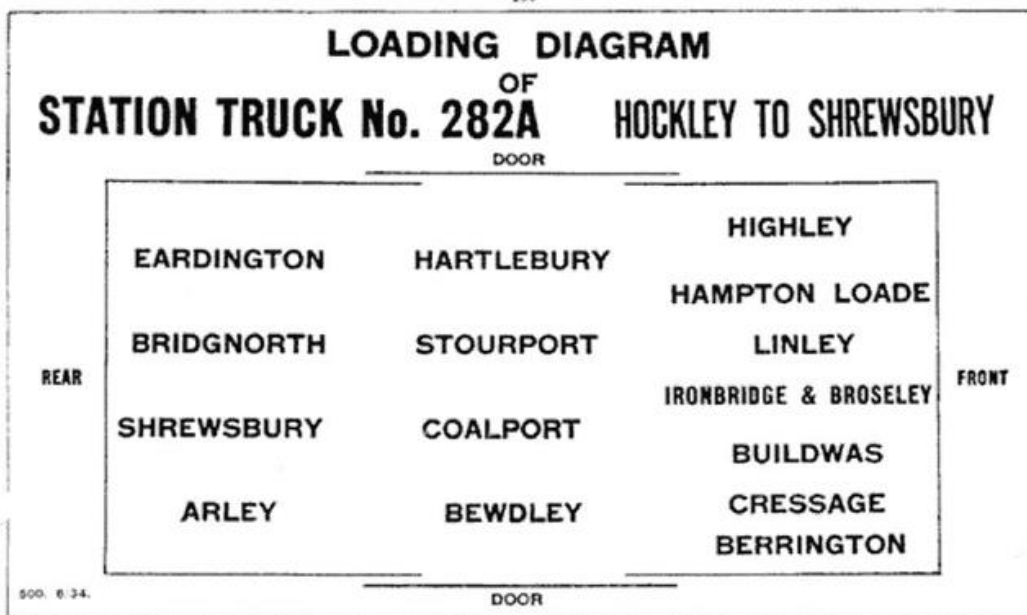 LOADING DIAGRAM
OF
STATION TRUCK No. 282A HOCKLEY TO SHREWSBURY
DOOR
HIGHLEY
EARDINGTON HARTLEBURY
HAMPTON LOADE
BRIDGNORTH STOURPORT LINLEY
REAR FRONT
IRONBRIDGE & BROSELEY
SHREWSBURY COALPORT
BUILDWAS
ARLEY BEWDLEY CRESSAGE
BERRINGTON
500. 6.34.
DOOR